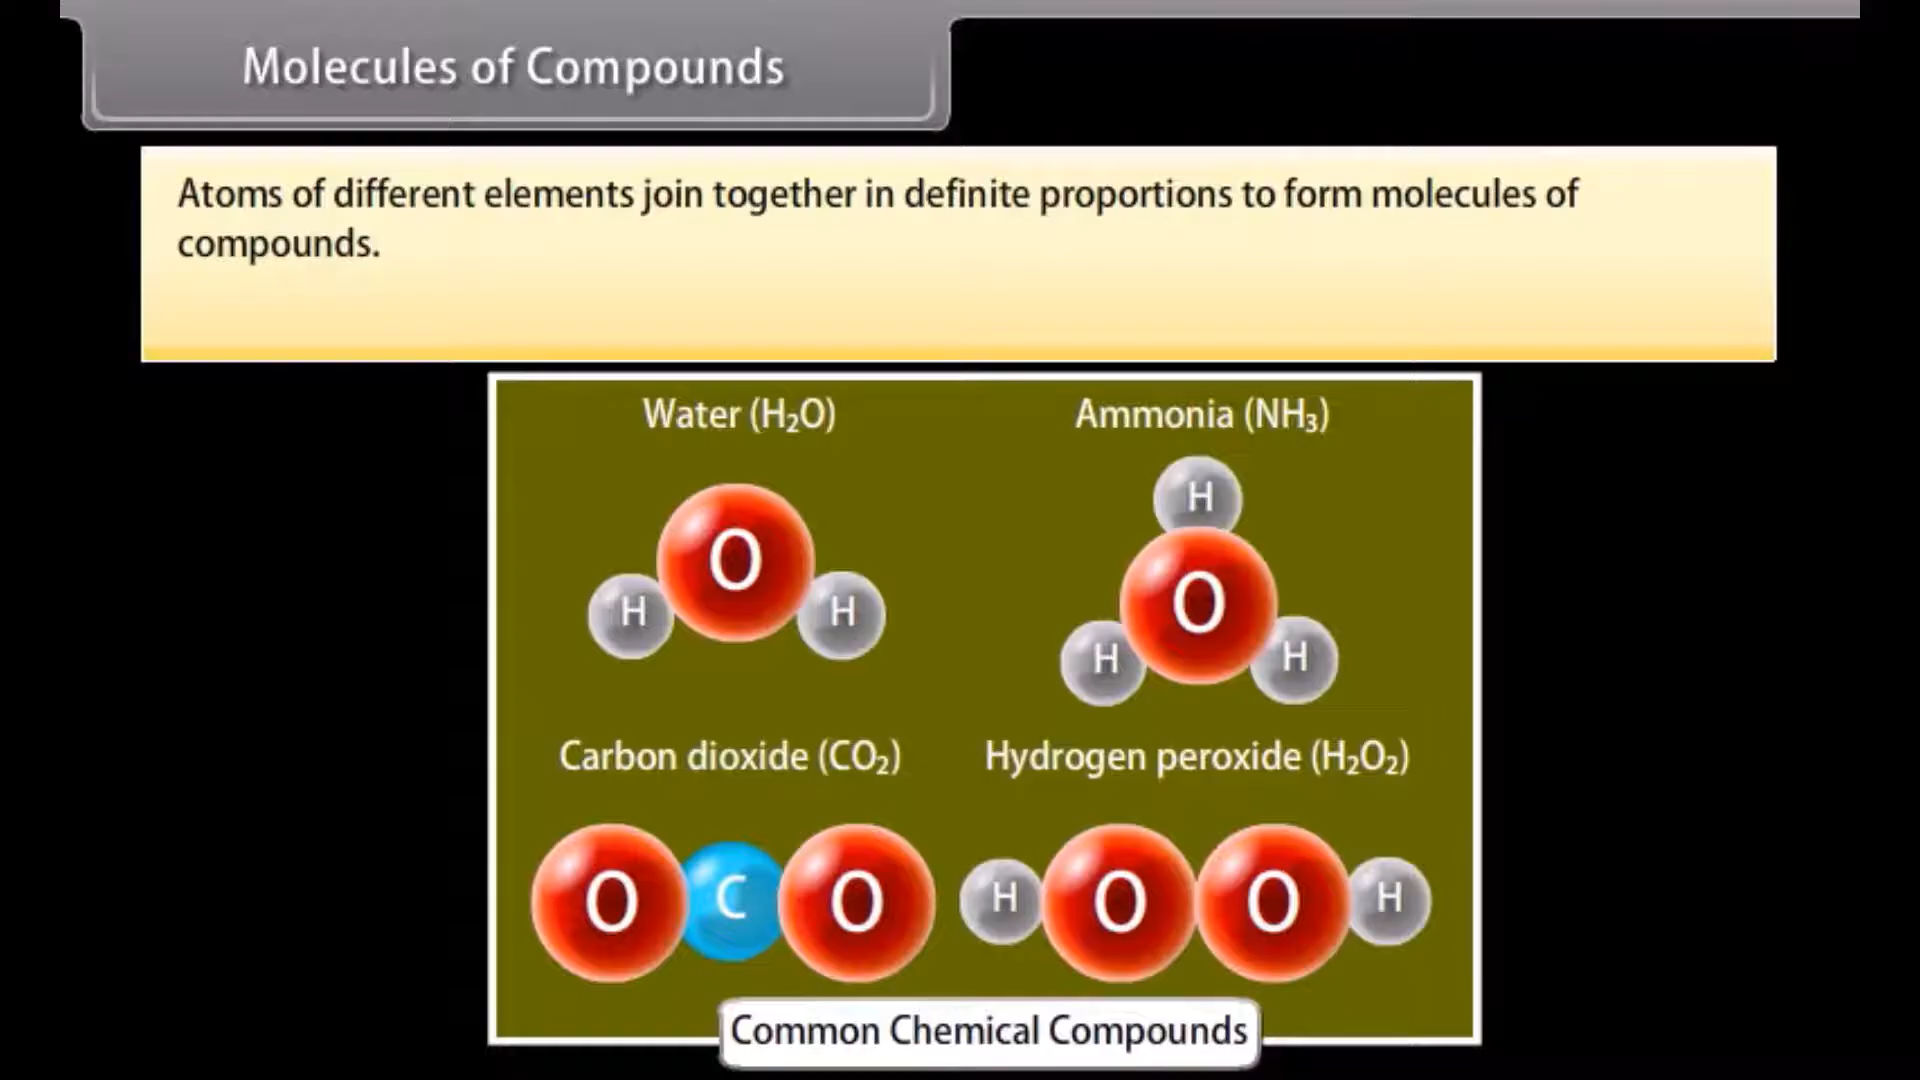 Molecules of Compounds
Atoms of different elements join together in definite proportions to form molecules of
compounds.
Water (H₂O)
Ammonia (NH₃)
O
H
H
H
O
H
H
Carbon dioxide (CO₂)
Hydrogen peroxide (H₂O₂)
O
C
O
H
O
O
H
Common Chemical Compounds